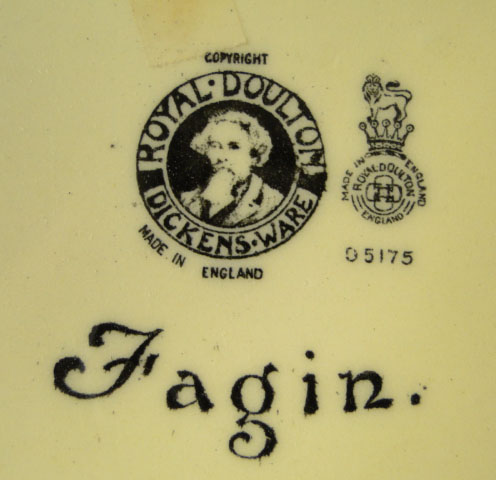 COPYRIGHT
ROYAL · DOULTON
DICKENS · WARE
MADE IN
ENGLAND
MADE IN ENGLAND
ROYAL DOULTON
ENGLAND
D5175
Fagin.